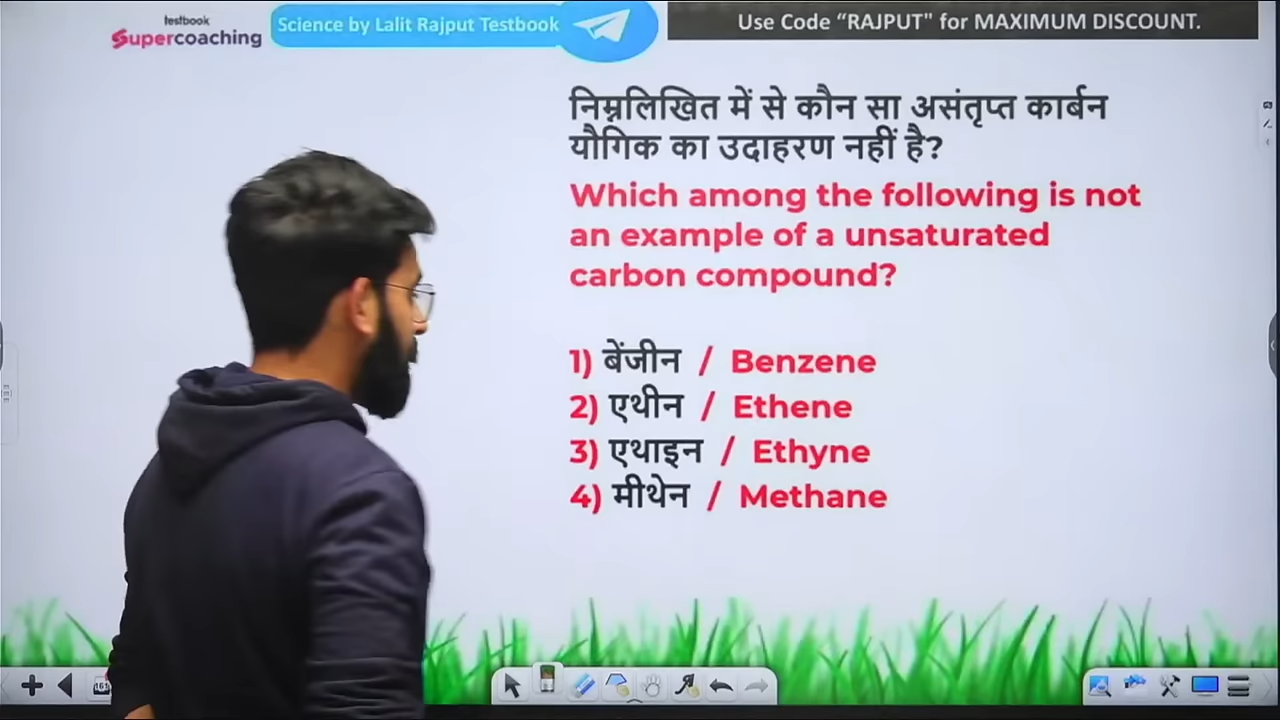 testbook
Supercoaching
Science by Lalit Rajput Testbook
Use Code “RAJPUT" for MAXIMUM DISCOUNT.
निम्नलिखित में से कौन सा असंतृप्त कार्बन
यौगिक का उदाहरण नहीं है?
Which among the following is not
an example of a unsaturated
carbon compound?
1) बेंजीन / Benzene
2) एथीन / Ethene
3) एथाइन / Ethyne
4) मीथेन / Methane